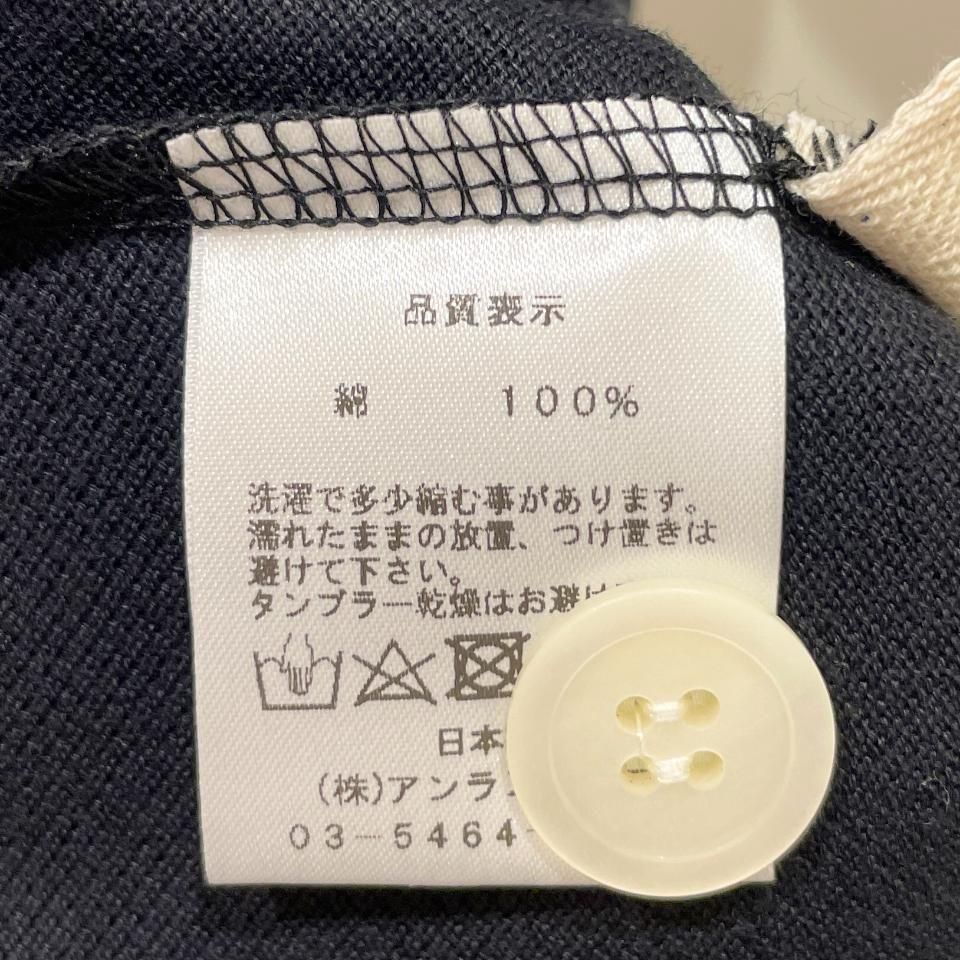 品質表示
綿 100%
洗濯で多少縮む事があります。
濡れたままの放置、つけ置きは
避けて下さい。
タンブラー乾燥はお避け
日本
(株)アンラ
03-5464-